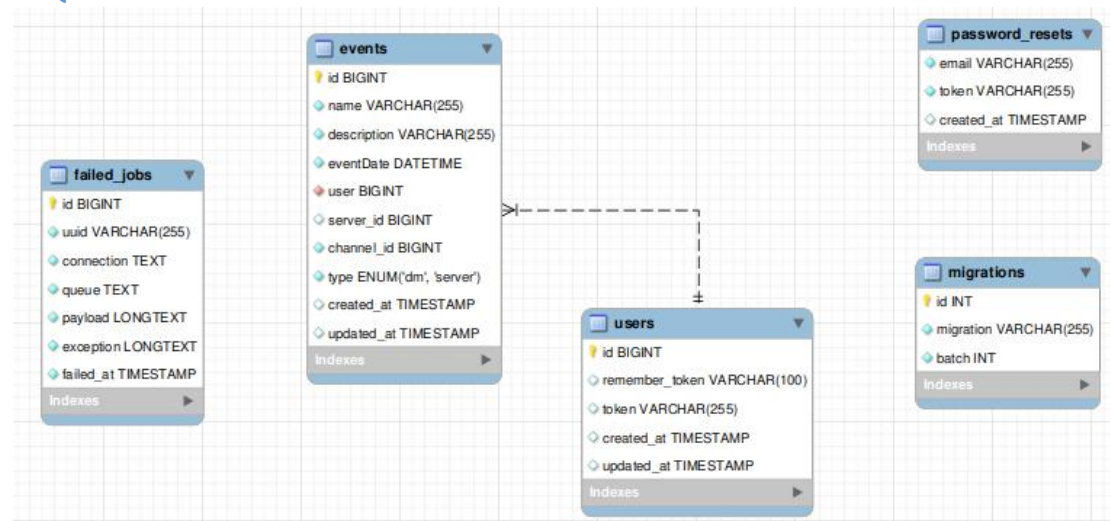 events
id BIGINT
name VARCHAR(255)
description VARCHAR(255)
eventDate DATETIME
user BIGINT
server_id BIGINT
channel_id BIGINT
type ENUM('dm', 'server')
created_at TIMESTAMP
updated_at TIMESTAMP
Indexes
password_resets
email VARCHAR(255)
token VARCHAR(255)
created_at TIMESTAMP
Indexes
failed_jobs
id BIGINT
uuid VARCHAR(255)
connection TEXT
queue TEXT
payload LONGTEXT
exception LONGTEXT
failed_at TIMESTAMP
Indexes
users
id BIGINT
remember_token VARCHAR(100)
token VARCHAR(255)
created_at TIMESTAMP
updated_at TIMESTAMP
Indexes
migrations
id INT
migration VARCHAR(255)
batch INT
Indexes